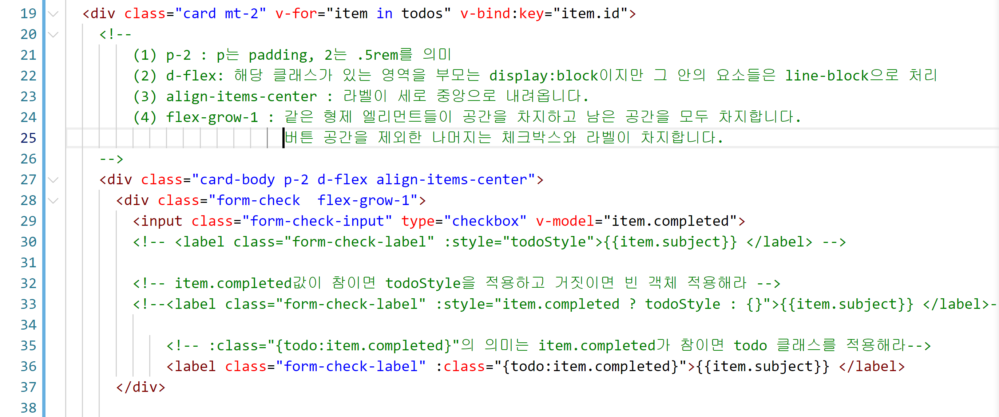 19 <div class="card mt-2" v-for="item in todos" v-bind:key="item.id">
20 <!--
21 (1) p-2 : p는 padding, 2는 .5rem를 의미
22 (2) d-flex: 해당 클래스가 있는 영역을 부모는 display:block이지만 그 안의 요소들은 line-block으로 처리
23 (3) align-items-center : 라벨이 세로 중앙으로 내려옵니다.
24 (4) flex-grow-1 : 같은 형제 엘리먼트들이 공간을 차지하고 남은 공간을 모두 차지합니다.
25 버튼 공간을 제외한 나머지는 체크박스와 라벨이 차지합니다.
26 -->
27 <div class="card-body p-2 d-flex align-items-center">
28 <div class="form-check  flex-grow-1">
29 <input class="form-check-input" type="checkbox" v-model="item.completed">
30 <!-- <label class="form-check-label" :style="todoStyle">{{item.subject}} </label> -->
31
32 <!-- item.completed값이 참이면 todoStyle을 적용하고 거짓이면 빈 객체 적용해라 -->
33 <!--<label class="form-check-label" :style="item.completed ? todoStyle : {}">{{item.subject}} </label>-
34
35 <!-- :class="{todo:item.completed}"의 의미는 item.completed가 참이면 todo 클래스를 적용해라-->
36 <label class="form-check-label" :class="{todo:item.completed}">{{item.subject}} </label>
37 </div>
38